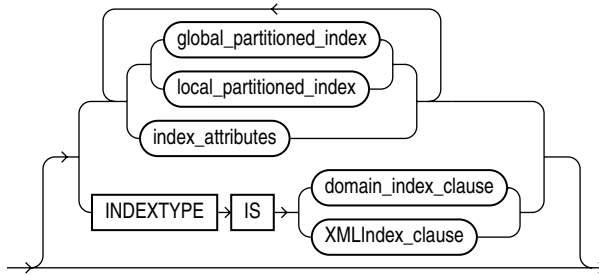 global_partitioned_index
local_partitioned_index
index_attributes
domain_index_clause
INDEXTYPE IS
XMLIndex_clause